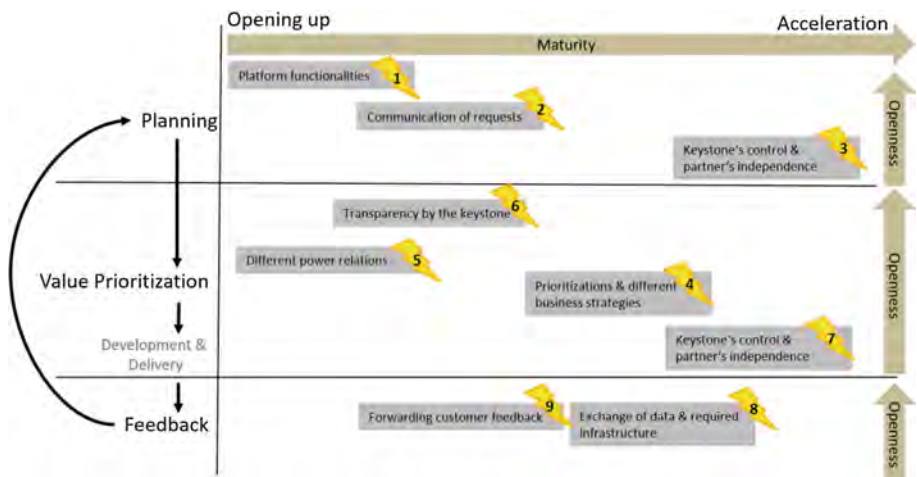 Opening up
Acceleration
Maturity
Platform functionalities
1
Communication of requests
2
Planning
Keystone's control &
partner's independence
3
Openness
Transparency by the keystone
6
Different power relations
5
Value Prioritization
Prioritizations & different
business strategies
4
Openness
Development &
Delivery
Keystone's control &
partner's independence
7
Feedback
Forwarding customer feedback
9
Exchange of data & required
infrastructure
8
Openness